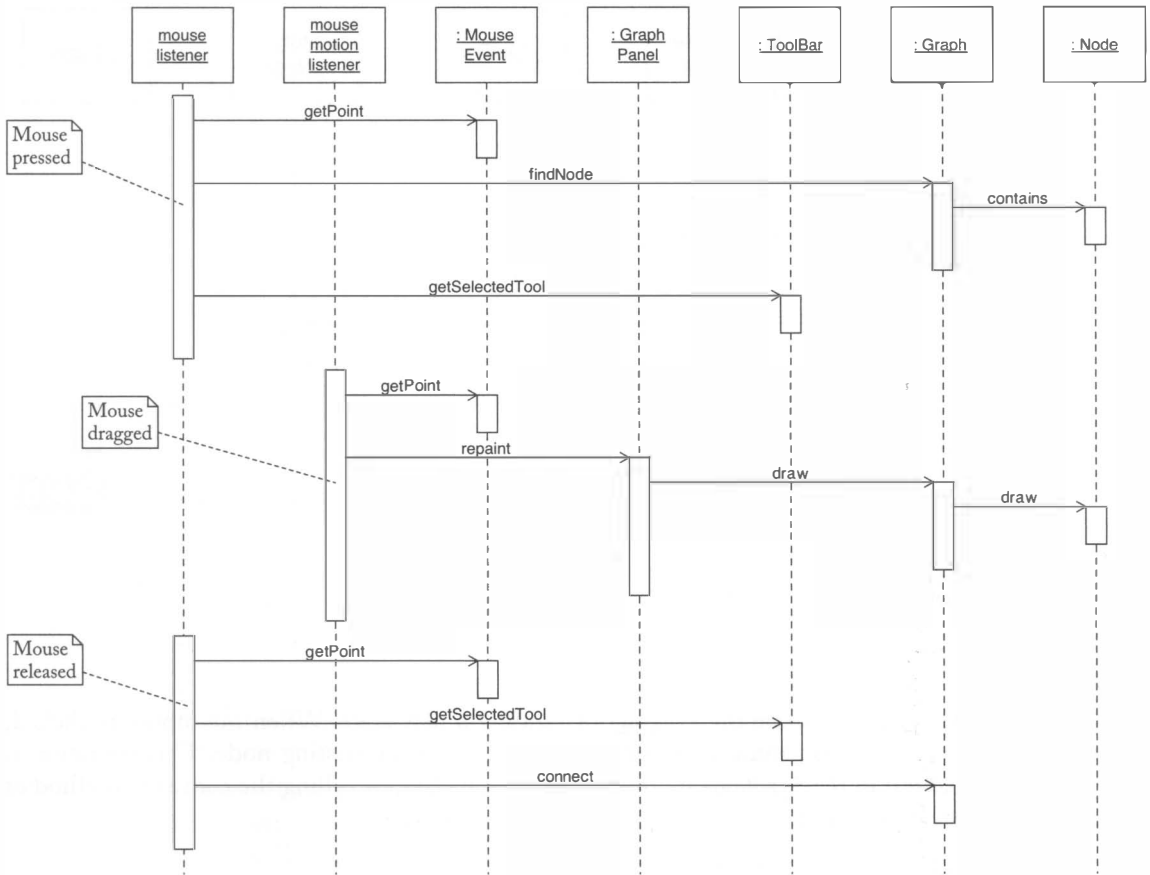 mouse
listener
mouse
motion
listener
: Mouse
Event
: Graph
Panel
: ToolBar
: Graph
: Node
getPoint
Mouse
pressed
findNode
contains
getSelectedTool
getPoint
Mouse
dragged
repaint
draw
draw
Mouse
released
getPoint
getSelectedTool
connect